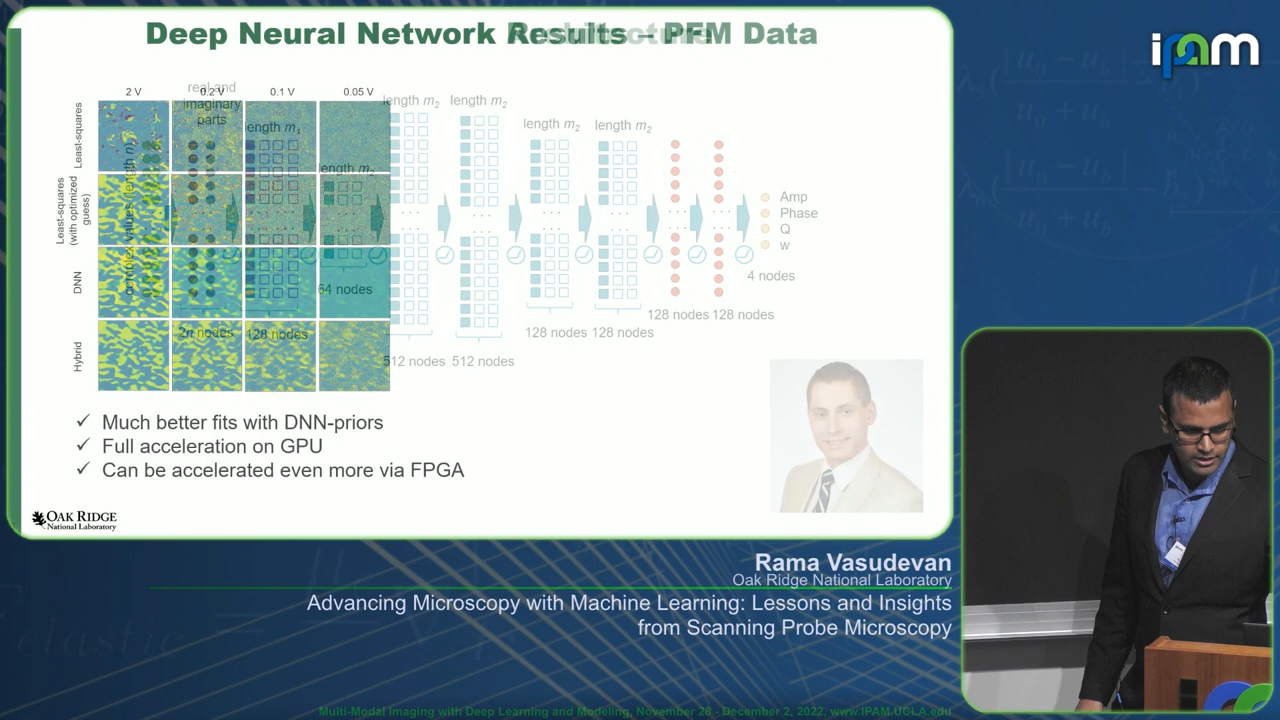 Deep Neural Network Results – PFM Data
2 V
0.2 V
0.1 V
0.05 V
real and
imaginary
parts
length m₁
length m₂
length m₂
length m₂
length m₂
length m₂
Least-squares
Least-squares
(with optimized
guess)
DNN
Hybrid
complex values (length n)
Amp
Phase
Q
w
4 nodes
64 nodes
2n nodes
128 nodes
512 nodes
512 nodes
128 nodes
128 nodes
128 nodes
128 nodes
✓ Much better fits with DNN-priors
✓ Full acceleration on GPU
✓ Can be accelerated even more via FPGA
OAK RIDGE
National Laboratory
ipam
Rama Vasudevan
Oak Ridge National Laboratory
Advancing Microscopy with Machine Learning: Lessons and Insights
from Scanning Probe Microscopy
Multi-Modal Imaging with Deep Learning and Modeling, November 28 - December 2, 2022, www.IPAM.UCLA.edu
elastic